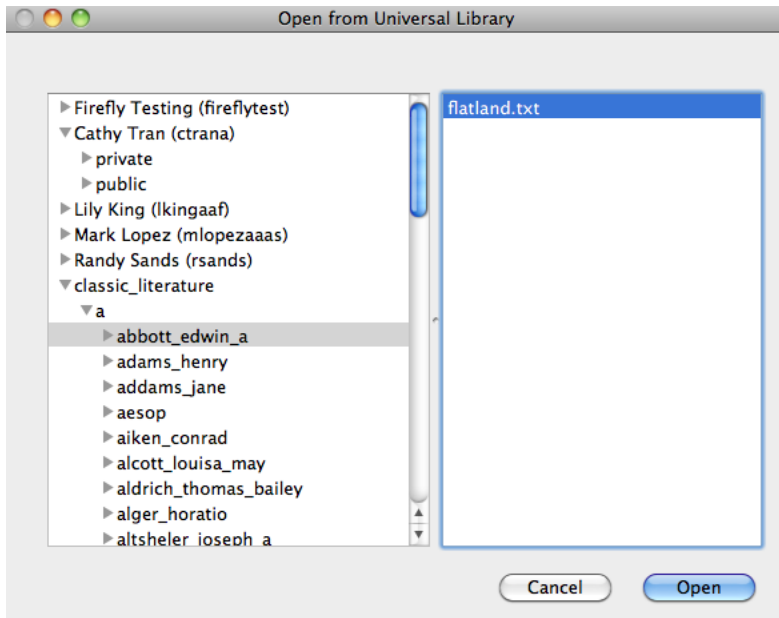 Open from Universal Library
Firefly Testing (fireflytest)
Cathy Tran (ctrana)
private
public
Lily King (lkingaaf)
Mark Lopez (mlopezaaas)
Randy Sands (rsands)
classic_literature
a
abbott_edwin_a
adams_henry
addams_jane
aesop
aiken_conrad
alcott_louisa_may
aldrich_thomas_bailey
alger_horatio
altsheler_joseph_a
flatland.txt
Cancel
Open